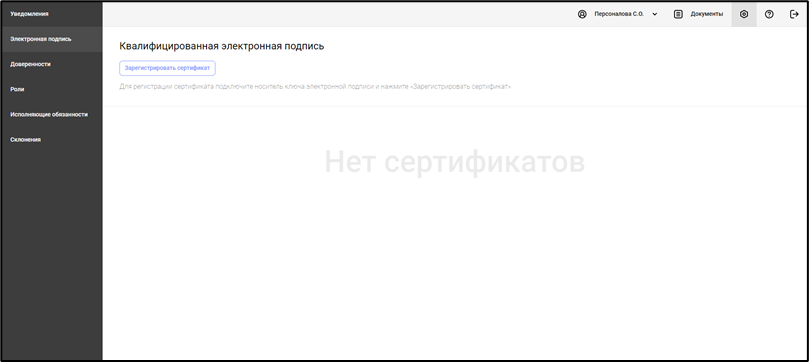 Уведомления
Электронная подпись
Доверенности
Роли
Исполняющие обязанности
Склонения
Персоналова С.О.
Документы
Квалифицированная электронная подпись
Зарегистрировать сертификат
Для регистрации сертификата подключите носитель ключа электронной подписи и нажмите «Зарегистрировать сертификат»
Нет сертификатов